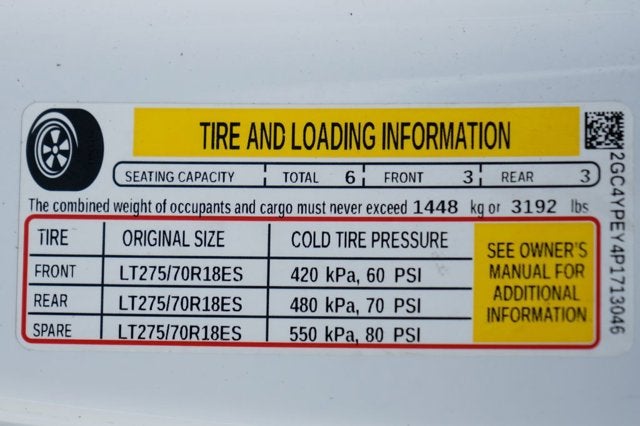 TIRE AND LOADING INFORMATION
SEATING CAPACITY TOTAL 6 FRONT 3 REAR 3
The combined weight of occupants and cargo must never exceed 1448 kg or 3192 lbs
TIRE ORIGINAL SIZE COLD TIRE PRESSURE
FRONT LT275/70R18ES 420 kPa, 60 PSI
REAR LT275/70R18ES 480 kPa, 70 PSI
SPARE LT275/70R18ES 550 kPa, 80 PSI
SEE OWNER'S
MANUAL FOR
ADDITIONAL
INFORMATION
2GC4YPEY4P1713046